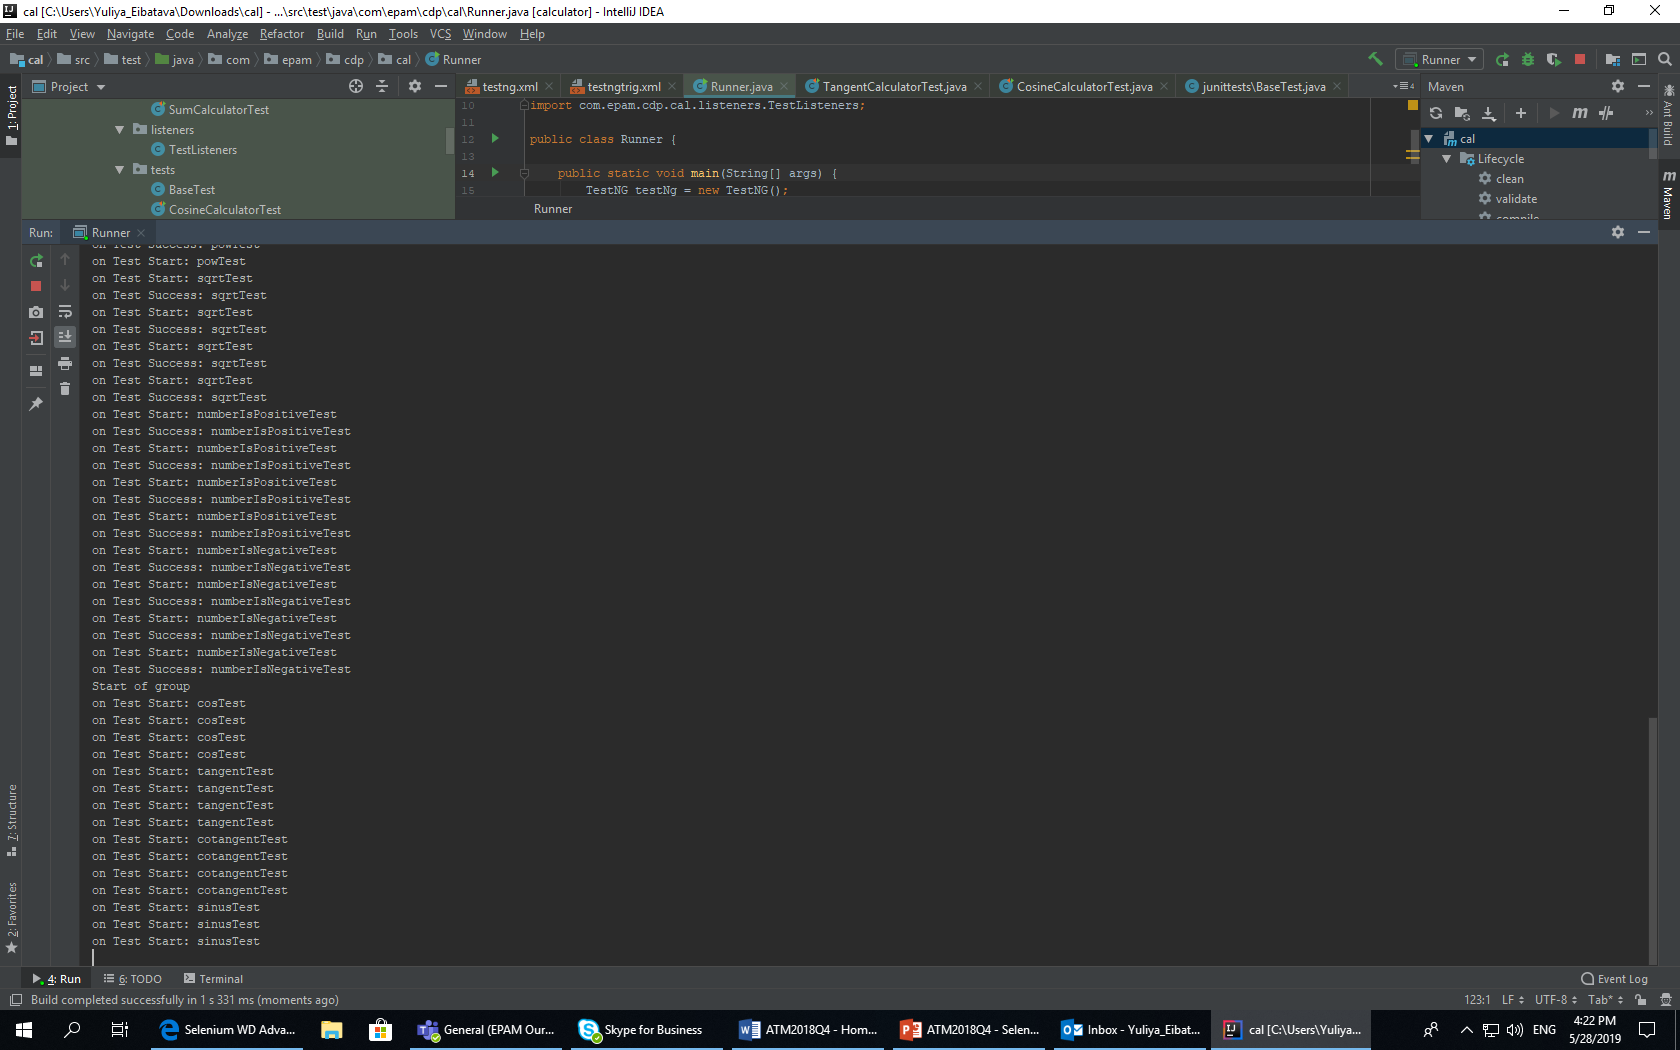 cal [C:\Users\Yuliya_Eibatava\Downloads\cal] - ...\src\test\java\com\epam\cdp\cal\Runner.java [calculator] - IntelliJ IDEA
File Edit View Navigate Code Analyze Refactor Build Run Tools VCS Window Help
cal src test java com epam cdp cal Runner
Runner
Project
testng.xml testngtrig.xml Runner.java TangentCalculatorTest.java CosineCalculatorTest.java junittests\BaseTest.java
Maven
1: Project
SumCalculatorTest
listeners
TestListeners
tests
BaseTest
CosineCalculatorTest
10 import com.epam.cdp.cal.listeners.TestListeners;
11
12 public class Runner {
13
14 public static void main(String[] args) {
15 TestNG testNg = new TestNG();
Runner
cal
Lifecycle
clean
validate
compile
Ant Build
Maven
Run: Runner
on Test Success: powTest
on Test Start: powTest
on Test Start: sqrtTest
on Test Success: sqrtTest
on Test Start: sqrtTest
on Test Success: sqrtTest
on Test Start: sqrtTest
on Test Success: sqrtTest
on Test Start: sqrtTest
on Test Success: sqrtTest
on Test Start: numberIsPositiveTest
on Test Success: numberIsPositiveTest
on Test Start: numberIsPositiveTest
on Test Success: numberIsPositiveTest
on Test Start: numberIsPositiveTest
on Test Success: numberIsPositiveTest
on Test Start: numberIsPositiveTest
on Test Success: numberIsPositiveTest
on Test Start: numberIsNegativeTest
on Test Success: numberIsNegativeTest
on Test Start: numberIsNegativeTest
on Test Success: numberIsNegativeTest
on Test Start: numberIsNegativeTest
on Test Success: numberIsNegativeTest
on Test Start: numberIsNegativeTest
on Test Success: numberIsNegativeTest
Start of group
on Test Start: cosTest
on Test Start: cosTest
on Test Start: cosTest
on Test Start: cosTest
on Test Start: tangentTest
on Test Start: tangentTest
on Test Start: tangentTest
on Test Start: tangentTest
on Test Start: cotangentTest
on Test Start: cotangentTest
on Test Start: cotangentTest
on Test Start: cotangentTest
on Test Start: sinusTest
on Test Start: sinusTest
on Test Start: sinusTest
7: Structure
2: Favorites
4: Run 6: TODO Terminal Event Log
Build completed successfully in 1 s 331 ms (moments ago) 123:1 LF UTF-8 Tab*
Selenium WD Adva... General (EPAM Our... Skype for Business ATM2018Q4 - Hom... ATM2018Q4 - Selen... Inbox - Yuliya_Eibat... cal [C:\Users\Yuliya... ENG
4:22 PM
5/28/2019